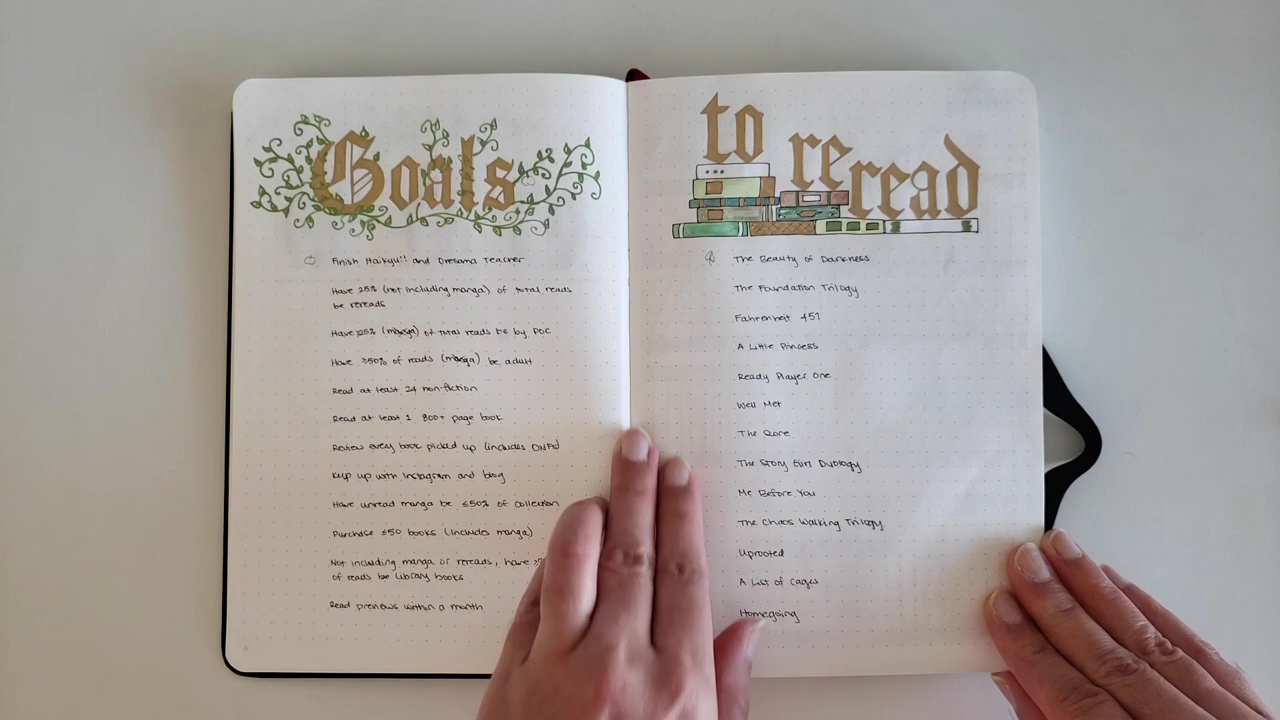 Goals
Finish Haikyu!! and Oresama Teacher
Have 25% (not including manga) of total reads
be rereads
Have 25% (manga) of total reads be by POC
Have ≥50% of reads (manga) be adult
Read at least 24 non-fiction
Read at least 1 800+ page book
Review every book picked up (includes DNFs)
Keep up with Instagram and blog
Have unread manga be ≤50% of collection
Purchase ≤50 books (includes manga)
Not including manga or rereads, have
of reads be library books
Read previews within a month
to
re
read
The Beauty of Darkness
The Foundation Trilogy
Fahrenheit 451
A Little Princess
Ready Player One
Well Met
The Score
The Story Girl Duology
Me Before You
The Chaos Walking Trilogy
Uprooted
A List of Cages
Homegoing